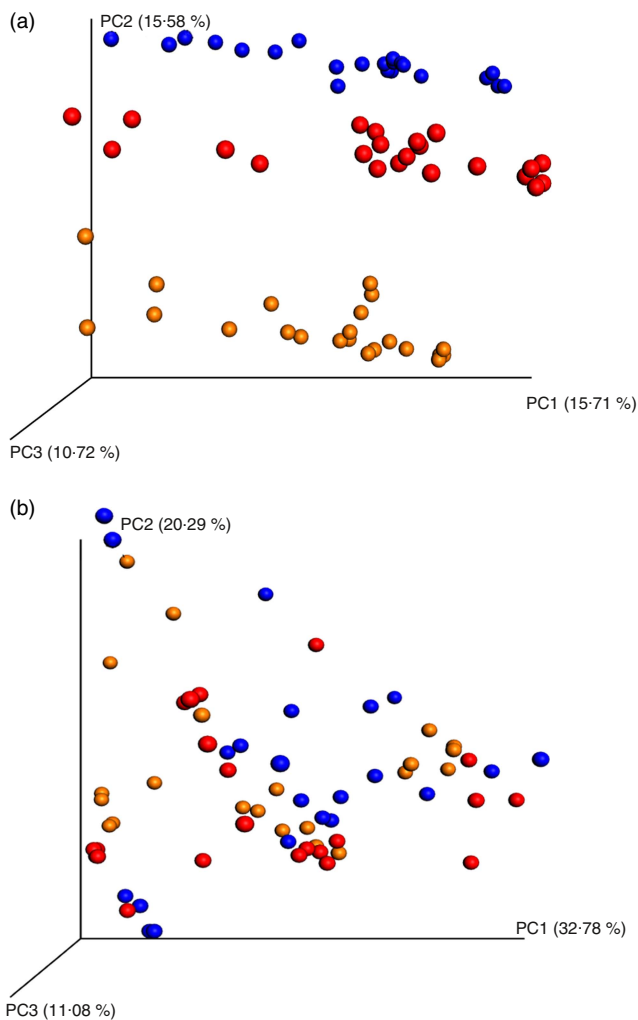 (a)
PC2 (15·58 %)
PC1 (15·71 %)
PC3 (10·72 %)
(b)
PC2 (20·29 %)
PC1 (32·78 %)
PC3 (11·08 %)